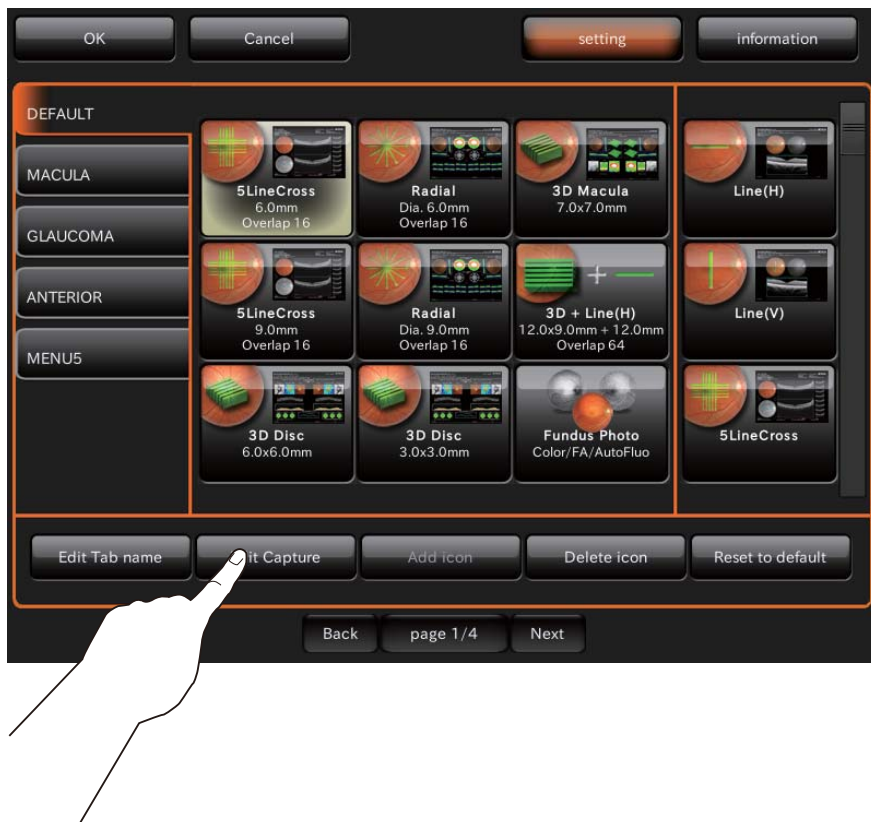 OK
Cancel
setting
information
DEFAULT
MACULA
GLAUCOMA
ANTERIOR
MENU5
5LineCross
6.0mm
Overlap 16
Radial
Dia. 6.0mm
Overlap 16
3D Macula
7.0x7.0mm
5LineCross
9.0mm
Overlap 16
Radial
Dia. 9.0mm
Overlap 16
3D + Line(H)
12.0x9.0mm + 12.0mm
Overlap 64
3D Disc
6.0x6.0mm
3D Disc
3.0x3.0mm
Fundus Photo
Color/FA/AutoFluo
Line(H)
Line(V)
5LineCross
Edit Tab name
it Capture
Add icon
Delete icon
Reset to default
Back
page 1/4
Next